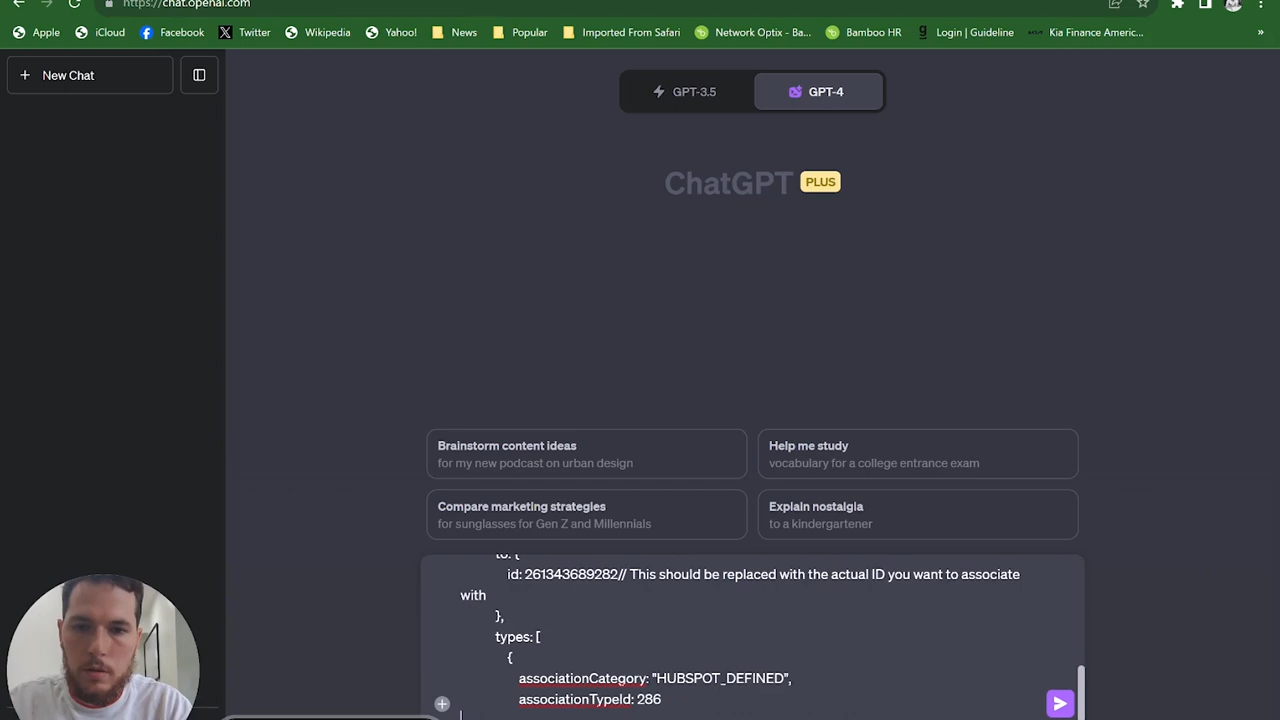 https://chat.openai.com
Apple iCloud Facebook Twitter Wikipedia Yahoo! News Popular Imported From Safari Network Optix - Ba... Bamboo HR Login | Guideline Kia Finance Americ... »
New Chat
GPT-3.5 GPT-4
ChatGPT PLUS
Brainstorm content ideas
for my new podcast on urban design
Help me study
vocabulary for a college entrance exam
Compare marketing strategies
for sunglasses for Gen Z and Millennials
Explain nostalgia
to a kindergartener
to: {
id: 261343689282// This should be replaced with the actual ID you want to associate
with
},
types: [
{
associationCategory: "HUBSPOT_DEFINED",
associationTypeId: 286